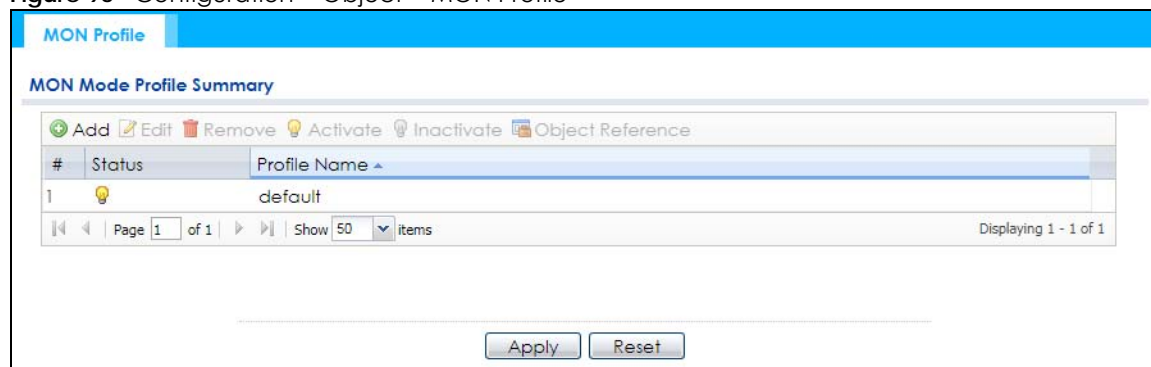 MON Profile
MON Mode Profile Summary
Add Edit Remove Activate Inactivate Object Reference
# Status Profile Name
1 default
Page 1 of 1 Show 50 items Displaying 1 - 1 of 1
Apply Reset